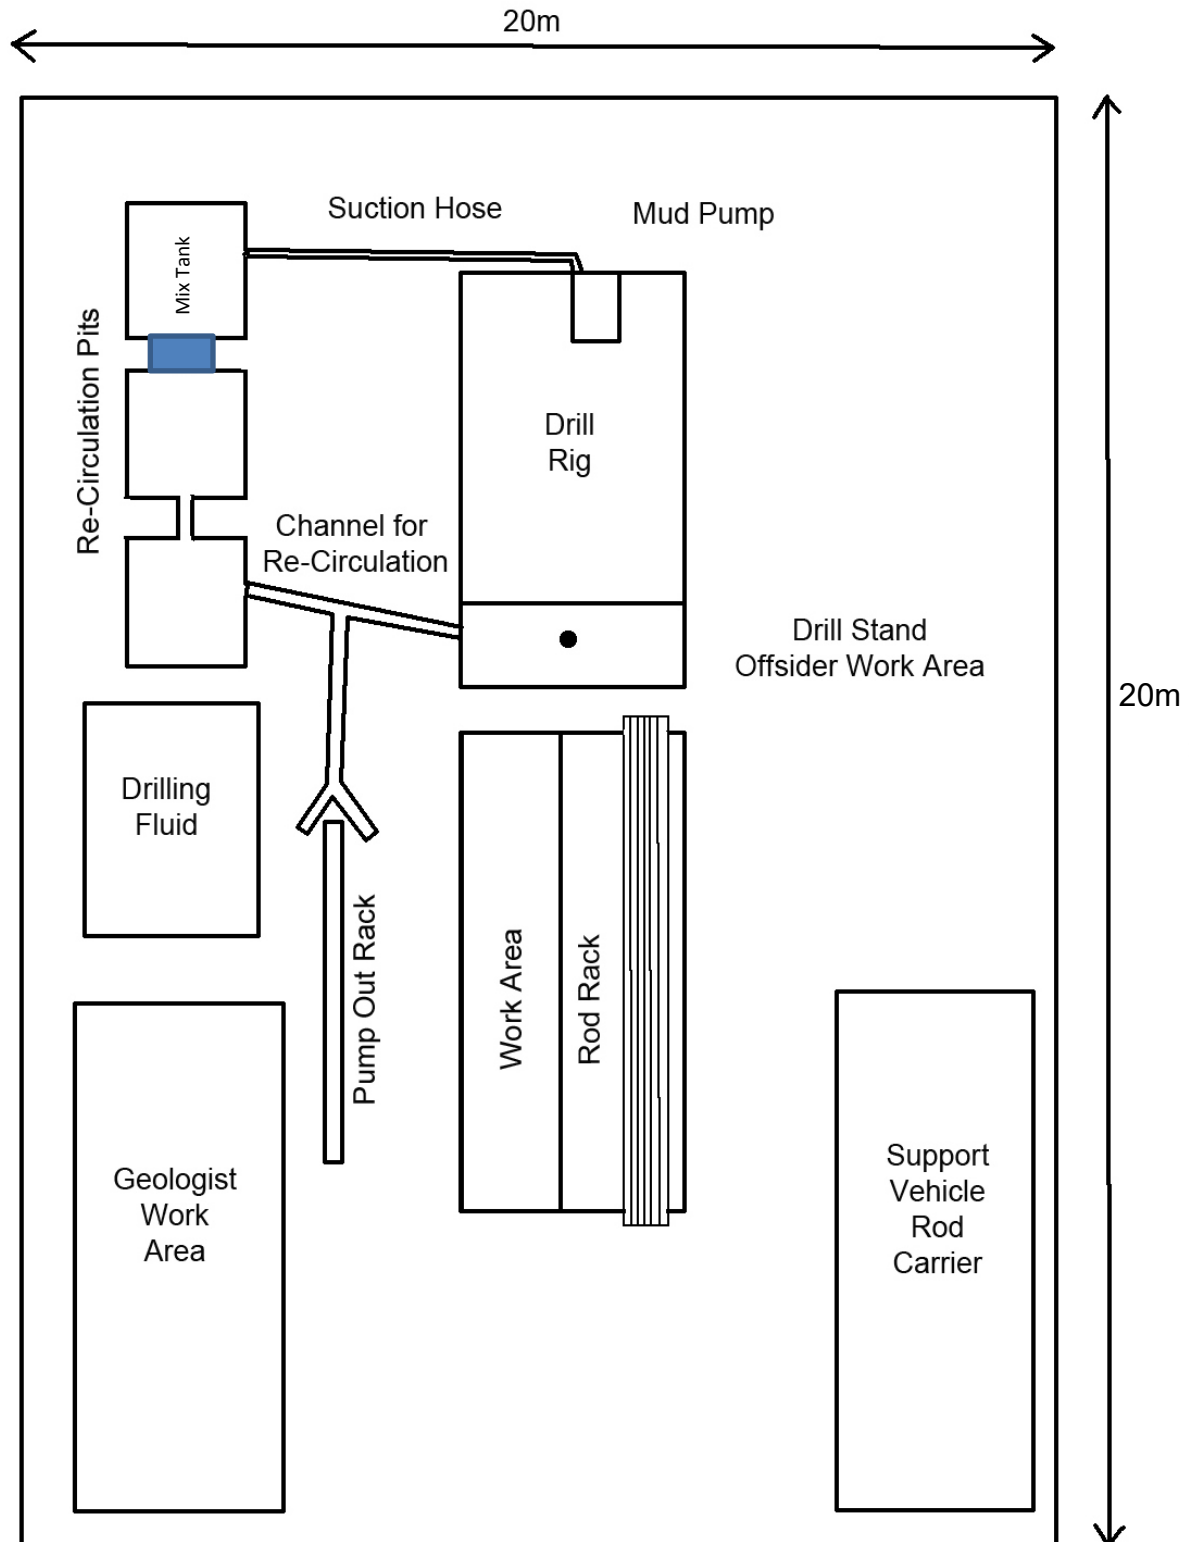 20m
Suction Hose
Mud Pump
Mix Tank
Re-Circulation Pits
Drill
Rig
Channel for
Re-Circulation
Drill Stand
Offsider Work Area
20m
Drilling
Fluid
Pump Out Rack
Work Area
Rod Rack
Geologist
Work
Area
Support
Vehicle
Rod
Carrier